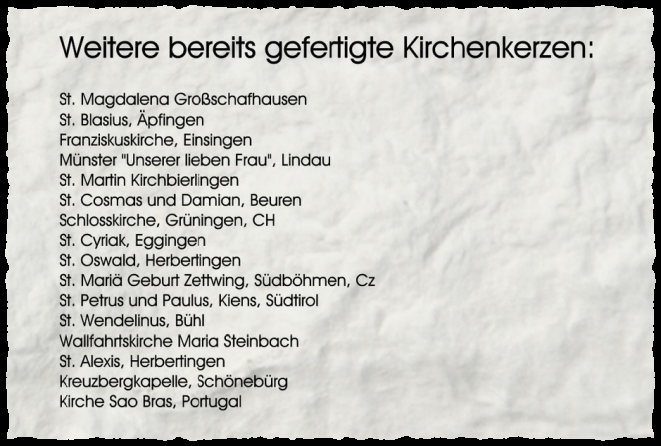 Weitere bereits gefertigte Kirchenkerzen:
St. Magdalena Großschafhausen
St. Blasius, Äpfingen
Franziskuskirche, Einsingen
Münster "Unserer lieben Frau", Lindau
St. Martin Kirchbierlingen
St. Cosmas und Damian, Beuren
Schlosskirche, Grüningen, CH
St. Cyriak, Eggingen
St. Oswald, Herbertingen
St. Mariä Geburt Zettwing, Südböhmen, Cz
St. Petrus und Paulus, Kiens, Südtirol
St. Wendelinus, Bühl
Wallfahrtskirche Maria Steinbach
St. Alexis, Herbertingen
Kreuzbergkapelle, Schönebürg
Kirche Sao Bras, Portugal